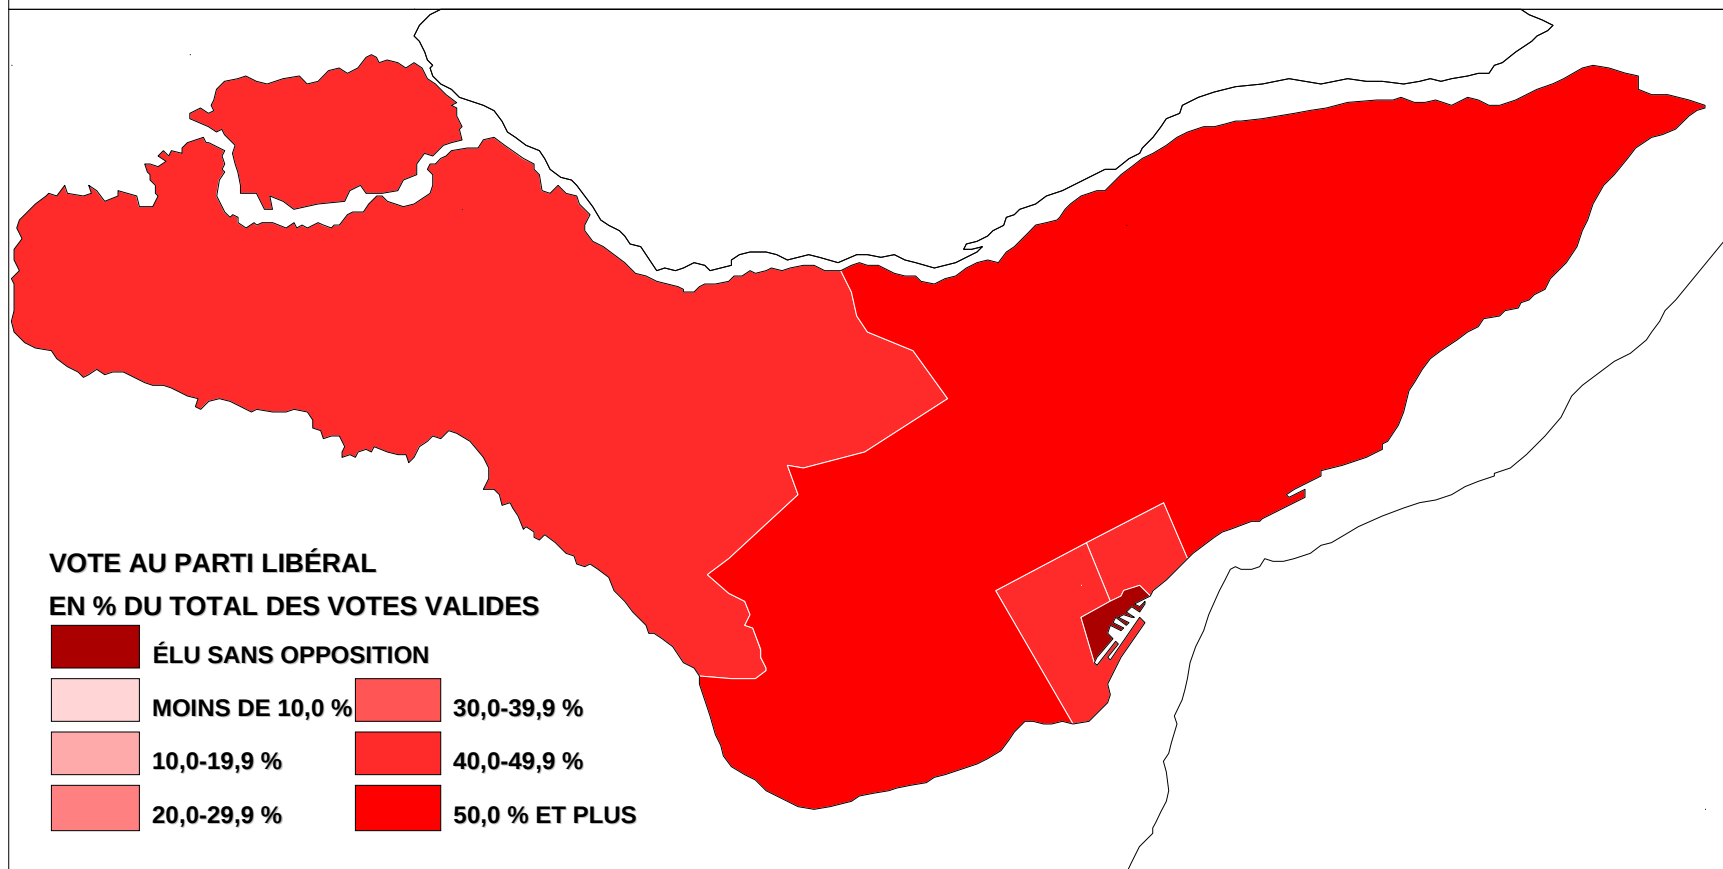 VOTE AU PARTI LIBÉRAL
EN % DU TOTAL DES VOTES VALIDES
ÉLU SANS OPPOSITION
MOINS DE 10,0 %
30,0-39,9 %
10,0-19,9 %
40,0-49,9 %
20,0-29,9 %
50,0 % ET PLUS